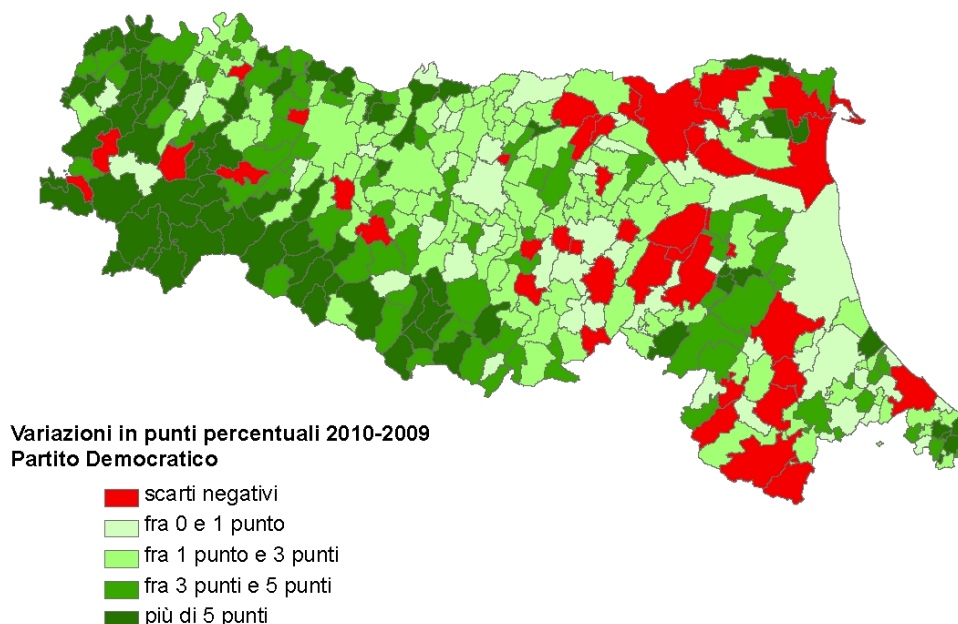 Variazioni in punti percentuali 2010-2009
Partito Democratico
scarti negativi
fra 0 e 1 punto
fra 1 punto e 3 punti
fra 3 punti e 5 punti
più di 5 punti